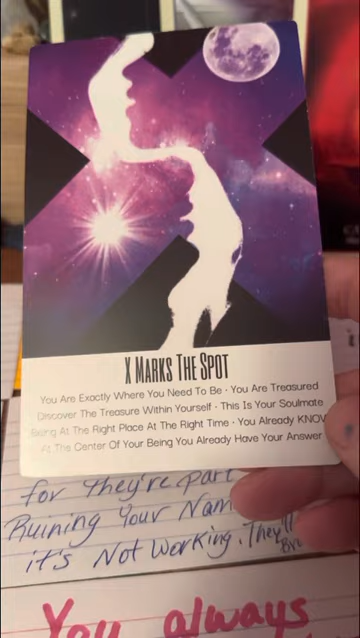 X Marks The Spot
You Are Exactly Where You Need To Be · You Are Treasured
Discover The Treasure Within Yourself · This Is Your Soulmate
Being At The Right Place At The Right Time · You Already KNOW
At The Center Of Your Being You Already Have Your Answer
for they're part
Ruining Your Nam
it's Not Working. They'll
You always